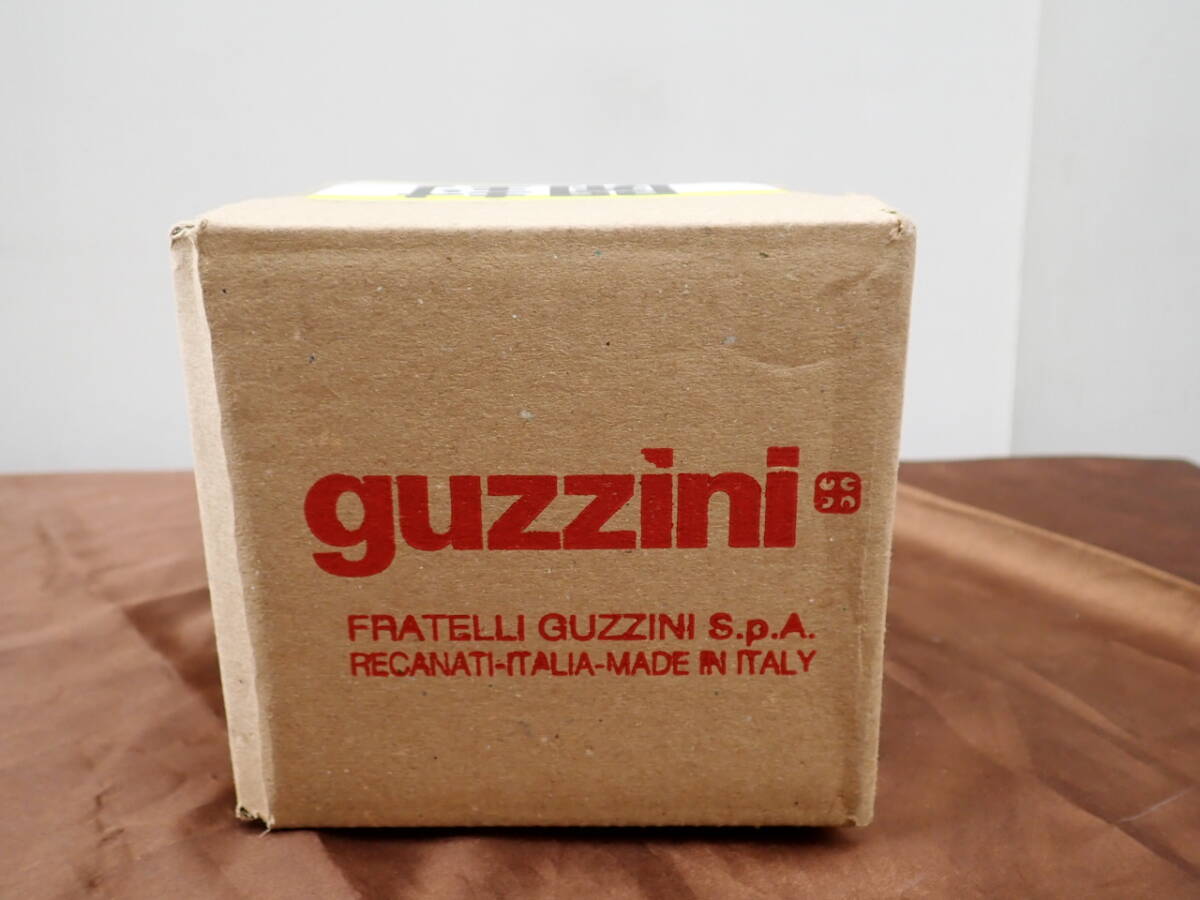 guzzini
FRATELLI GUZZINI S.p.A.
RECANATI-ITALIA-MADE IN ITALY